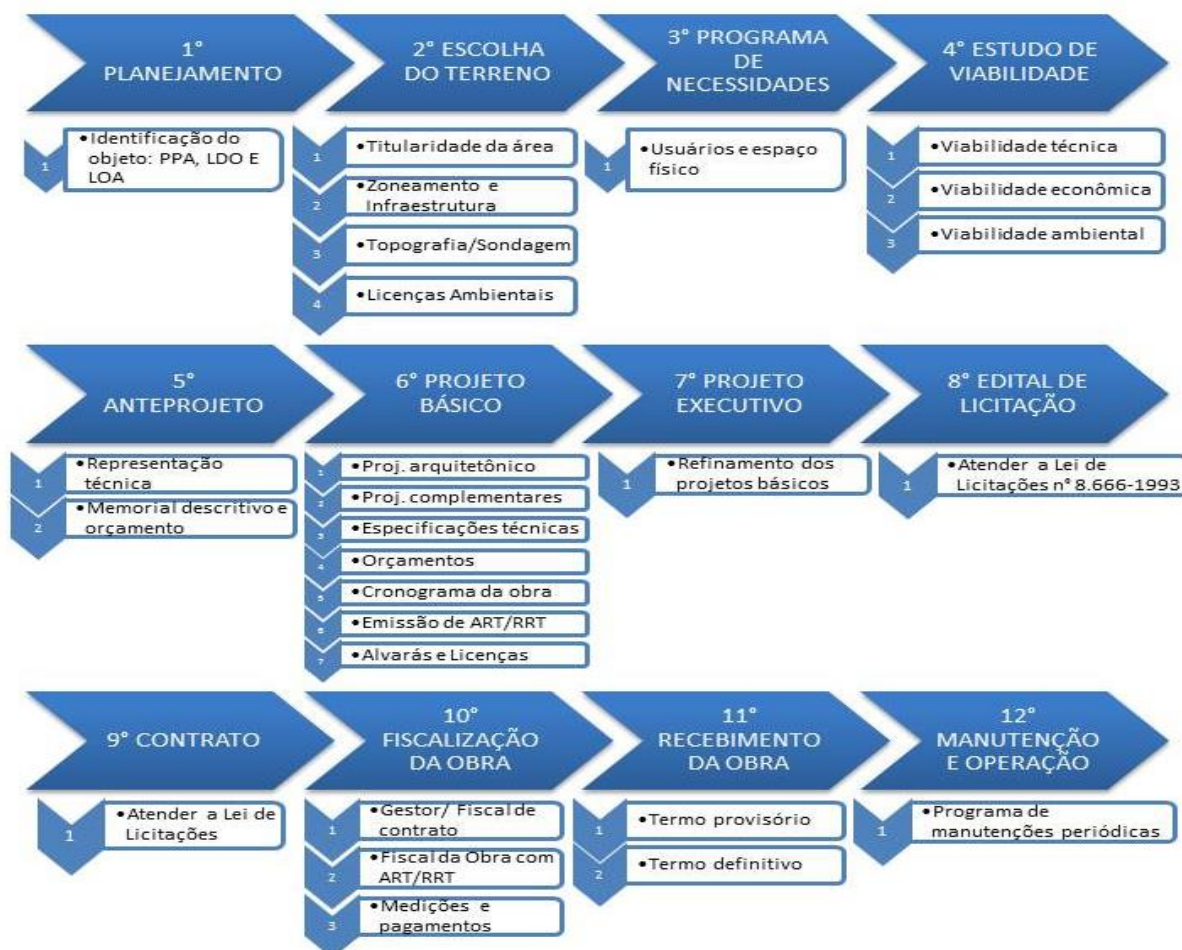 1°
PLANEJAMENTO
2° ESCOLHA
DO TERRENO
3° PROGRAMA
DE
NECESSIDADES
4° ESTUDO DE
VIABILIDADE
1
•Identificação do
objeto: PPA, LDO E
LOA
1
•Titularidade da área
2
•Zoneamento e
Infraestrutura
3
•Topografia/Sondagem
4
•Licenças Ambientais
1
•Usuários e espaço
físico
1
•Viabilidade técnica
2
•Viabilidade econômica
3
•Viabilidade ambiental
5°
ANTEPROJETO
6° PROJETO
BÁSICO
7° PROJETO
EXECUTIVO
8° EDITAL DE
LICITAÇÃO
1
•Representação
técnica
2
•Memorial descritivo e
orçamento
1
•Proj. arquitetônico
2
•Proj. complementares
3
•Especificações técnicas
4
•Orçamentos
5
•Cronograma da obra
6
•Emissão de ART/RRT
7
•Alvarás e Licenças
1
•Refinamento dos
projetos básicos
1
•Atender a Lei de
Licitações n° 8.666-1993
9° CONTRATO
10°
FISCALIZAÇÃO
DA OBRA
11°
RECEBIMENTO
DA OBRA
12°
MANUTENÇÃO
E OPERAÇÃO
1
•Atender a Lei de
Licitações
1
•Gestor/ Fiscal de
contrato
2
•Fiscal da Obra com
ART/RRT
3
•Medições e
pagamentos
1
•Termo provisório
2
•Termo definitivo
1
•Programa de
manutenções periódicas